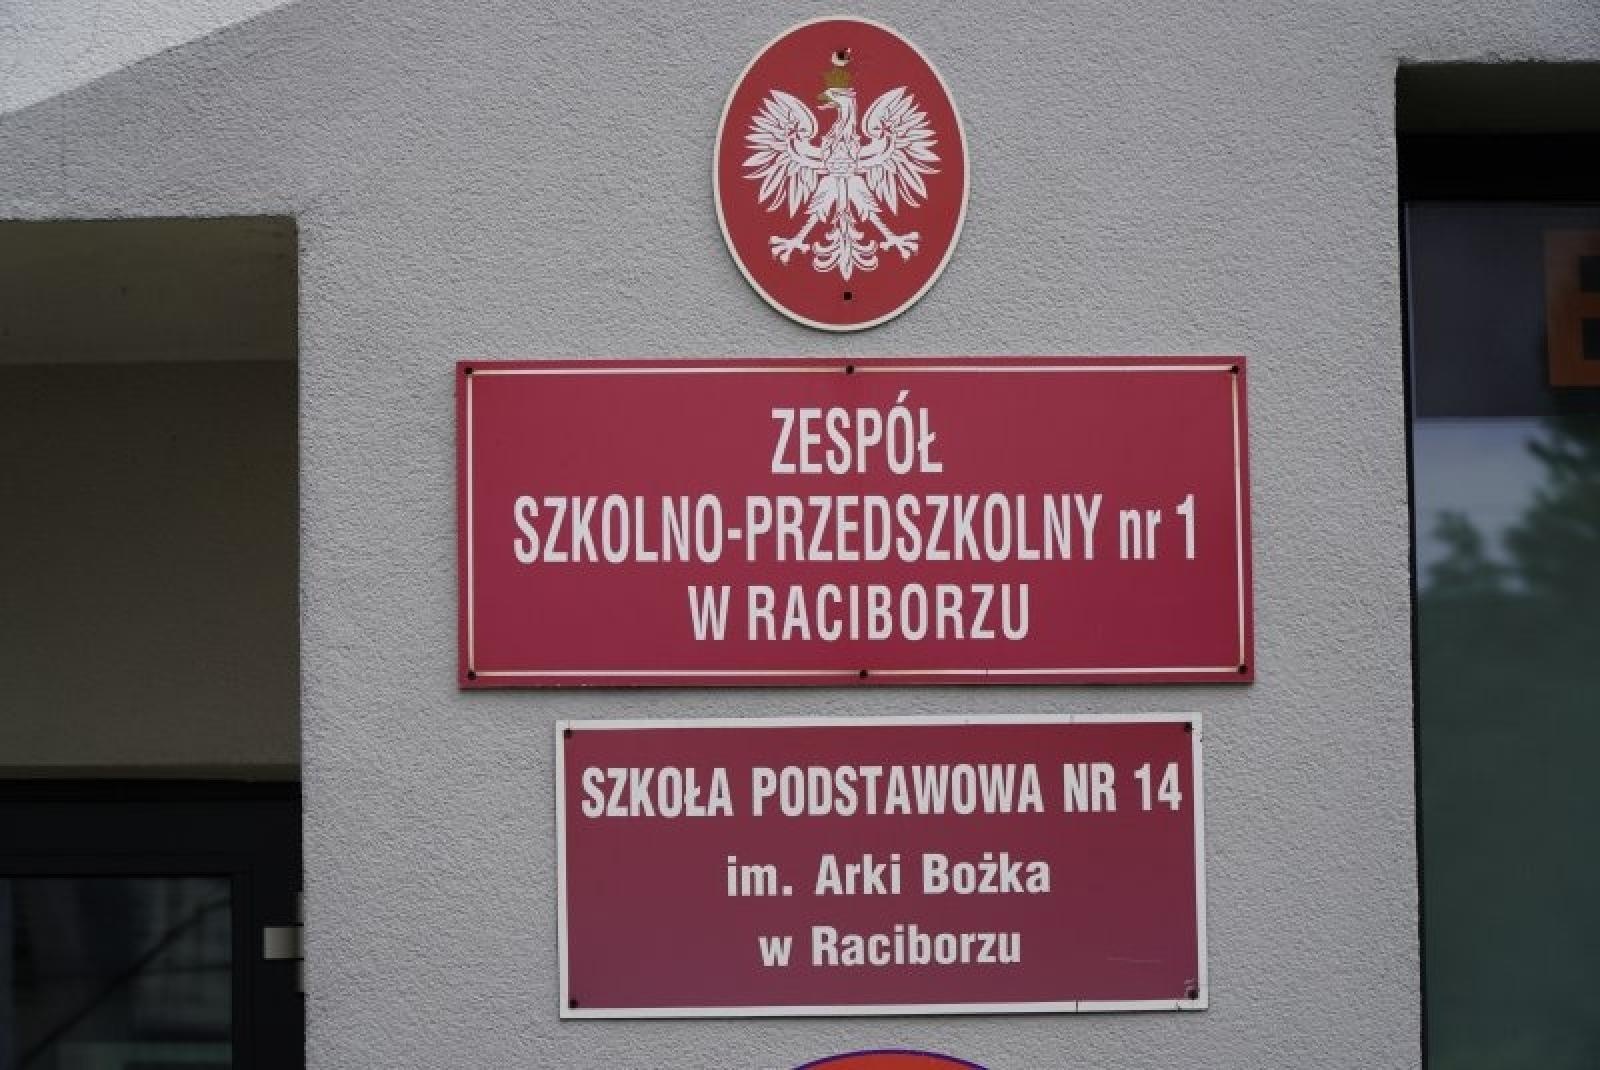 ZESPÓŁ
SZKOLNO-PRZEDSZKOLNY nr 1
W RACIBORZU
SZKOŁA PODSTAWOWA NR 14
im. Arki Bożka
w Raciborzu